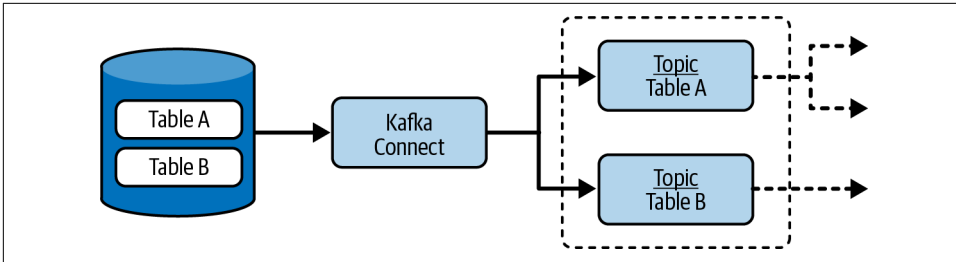 Table A
Table B
Kafka
Connect
Topic
Table A
Topic
Table B